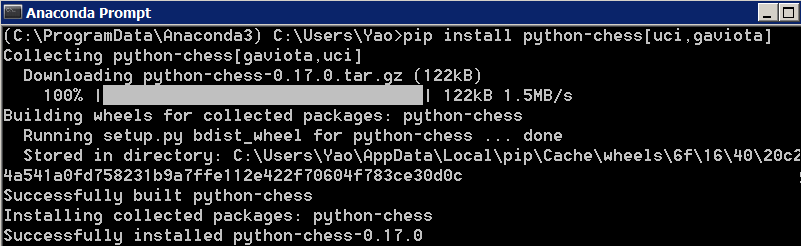 Anaconda Prompt
(C:\ProgramData\Anaconda3) C:\Users\Yao>pip install python-chess[uci,gaviota]
Collecting python-chess[gaviota,uci]
  Downloading python-chess-0.17.0.tar.gz (122kB)
    100% |████████████████████████████████| 122kB 1.5MB/s
Building wheels for collected packages: python-chess
  Running setup.py bdist_wheel for python-chess ... done
  Stored in directory: C:\Users\Yao\AppData\Local\pip\Cache\wheels\6f\16\40\20c2
4a541a0fd758231b9a7ffe112e422f70604f783ce30d0c
Successfully built python-chess
Installing collected packages: python-chess
Successfully installed python-chess-0.17.0